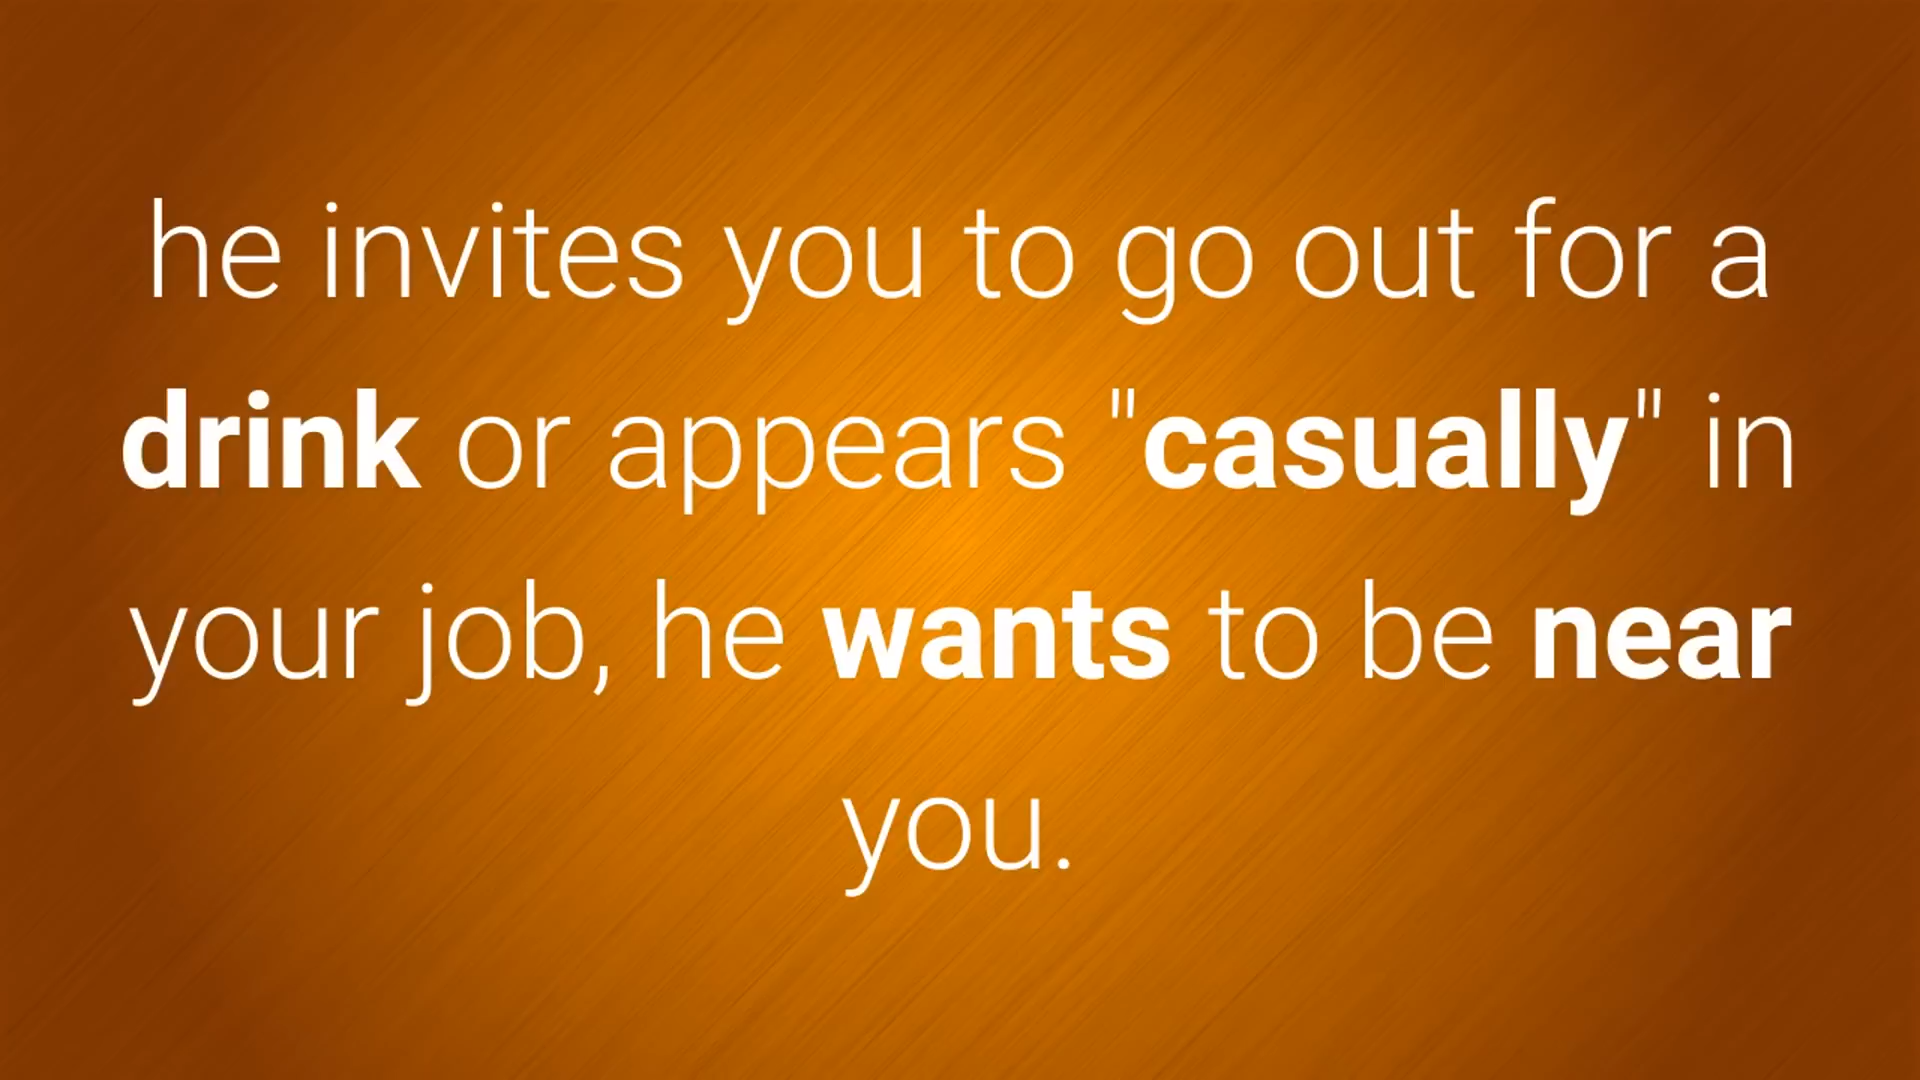 he invites you to go out for a
drink or appears "casually" in
your job, he wants to be near
you.